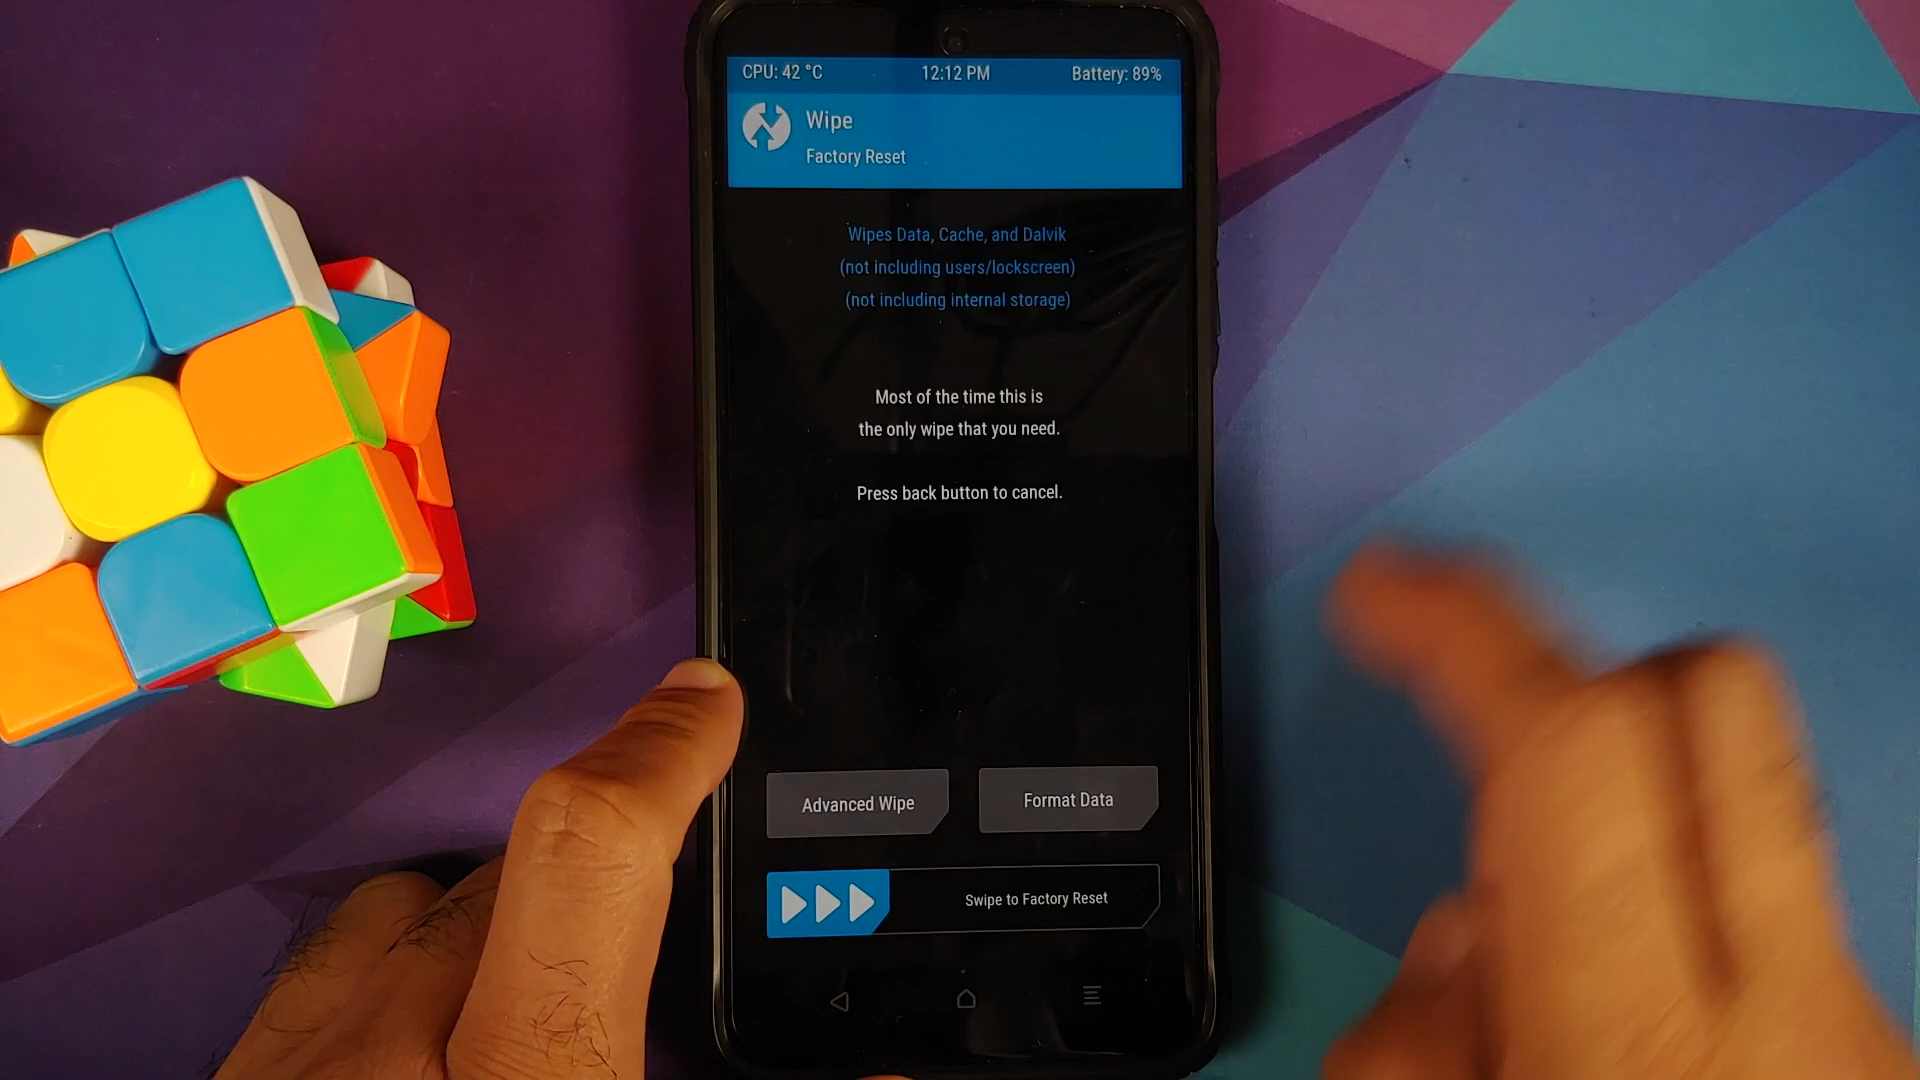 CPU: 42 °C 12:12 PM Battery: 89%
Wipe
Factory Reset
Wipes Data, Cache, and Dalvik
(not including users/lockscreen)
(not including internal storage)
Most of the time this is
the only wipe that you need.
Press back button to cancel.
Advanced Wipe Format Data
Swipe to Factory Reset